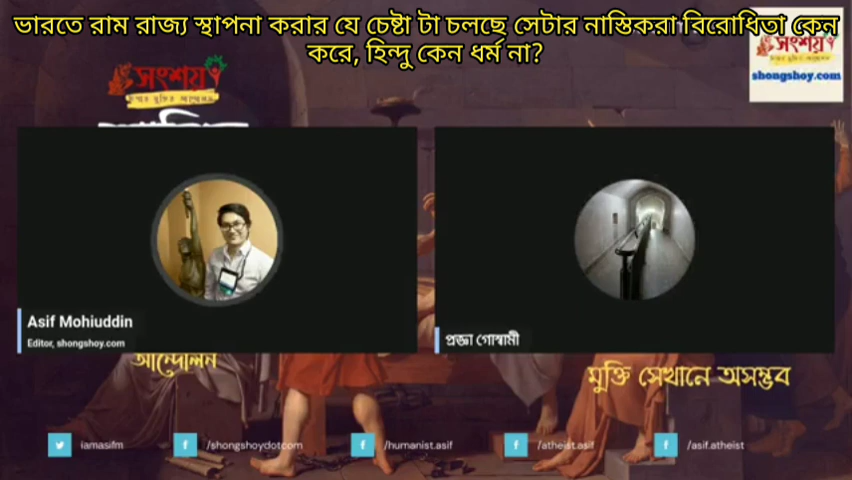 ভারতে রাম রাজ্য স্থাপনা করার যে চেষ্টা টা চলছে সেটার নাস্তিকরা বিরোধিতা কেন
করে, হিন্দু কেন ধর্ম না?
সংশয়
সংশয়
shongshoy.com
Asif Mohiuddin
Editor, shongshoy.com
প্রজ্ঞা গোস্বামী
আন্দোলন
মুক্তি সেখানে অসম্ভব
iamasifm
/shongshoydotcom
/humanist.asif
/atheist.asif
/asif.atheist